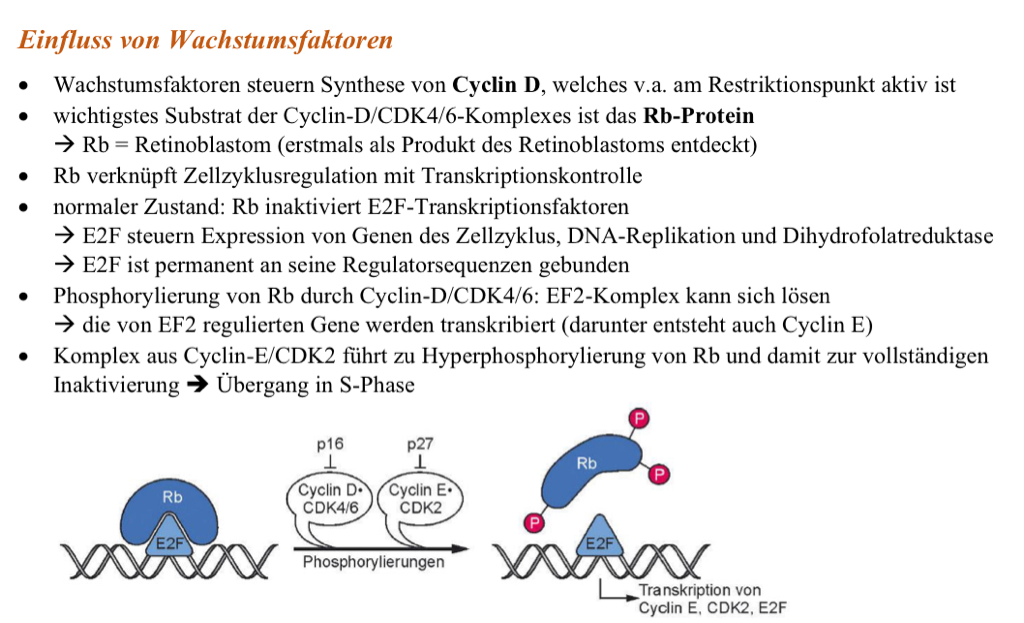 Einfluss von Wachstumsfaktoren
• Wachstumsfaktoren steuern Synthese von Cyclin D, welches v.a. am Restriktionspunkt aktiv ist
• wichtigstes Substrat der Cyclin-D/CDK4/6-Komplexes ist das Rb-Protein
→ Rb = Retinoblastom (erstmals als Produkt des Retinoblastoms entdeckt)
• Rb verknüpft Zellzyklusregulation mit Transkriptionskontrolle
• normaler Zustand: Rb inaktiviert E2F-Transkriptionsfaktoren
→ E2F steuern Expression von Genen des Zellzyklus, DNA-Replikation und Dihydrofolatreduktase
→ E2F ist permanent an seine Regulatorsequenzen gebunden
• Phosphorylierung von Rb durch Cyclin-D/CDK4/6: EF2-Komplex kann sich lösen
→ die von EF2 regulierten Gene werden transkribiert (darunter entsteht auch Cyclin E)
• Komplex aus Cyclin-E/CDK2 führt zu Hyperphosphorylierung von Rb und damit zur vollständigen
Inaktivierung ➔ Übergang in S-Phase
Rb
E2F
p16
p27
Cyclin D•
CDK4/6
Cyclin E•
CDK2
Phosphorylierungen
P
Rb
P
P
E2F
Transkription von
Cyclin E, CDK2, E2F